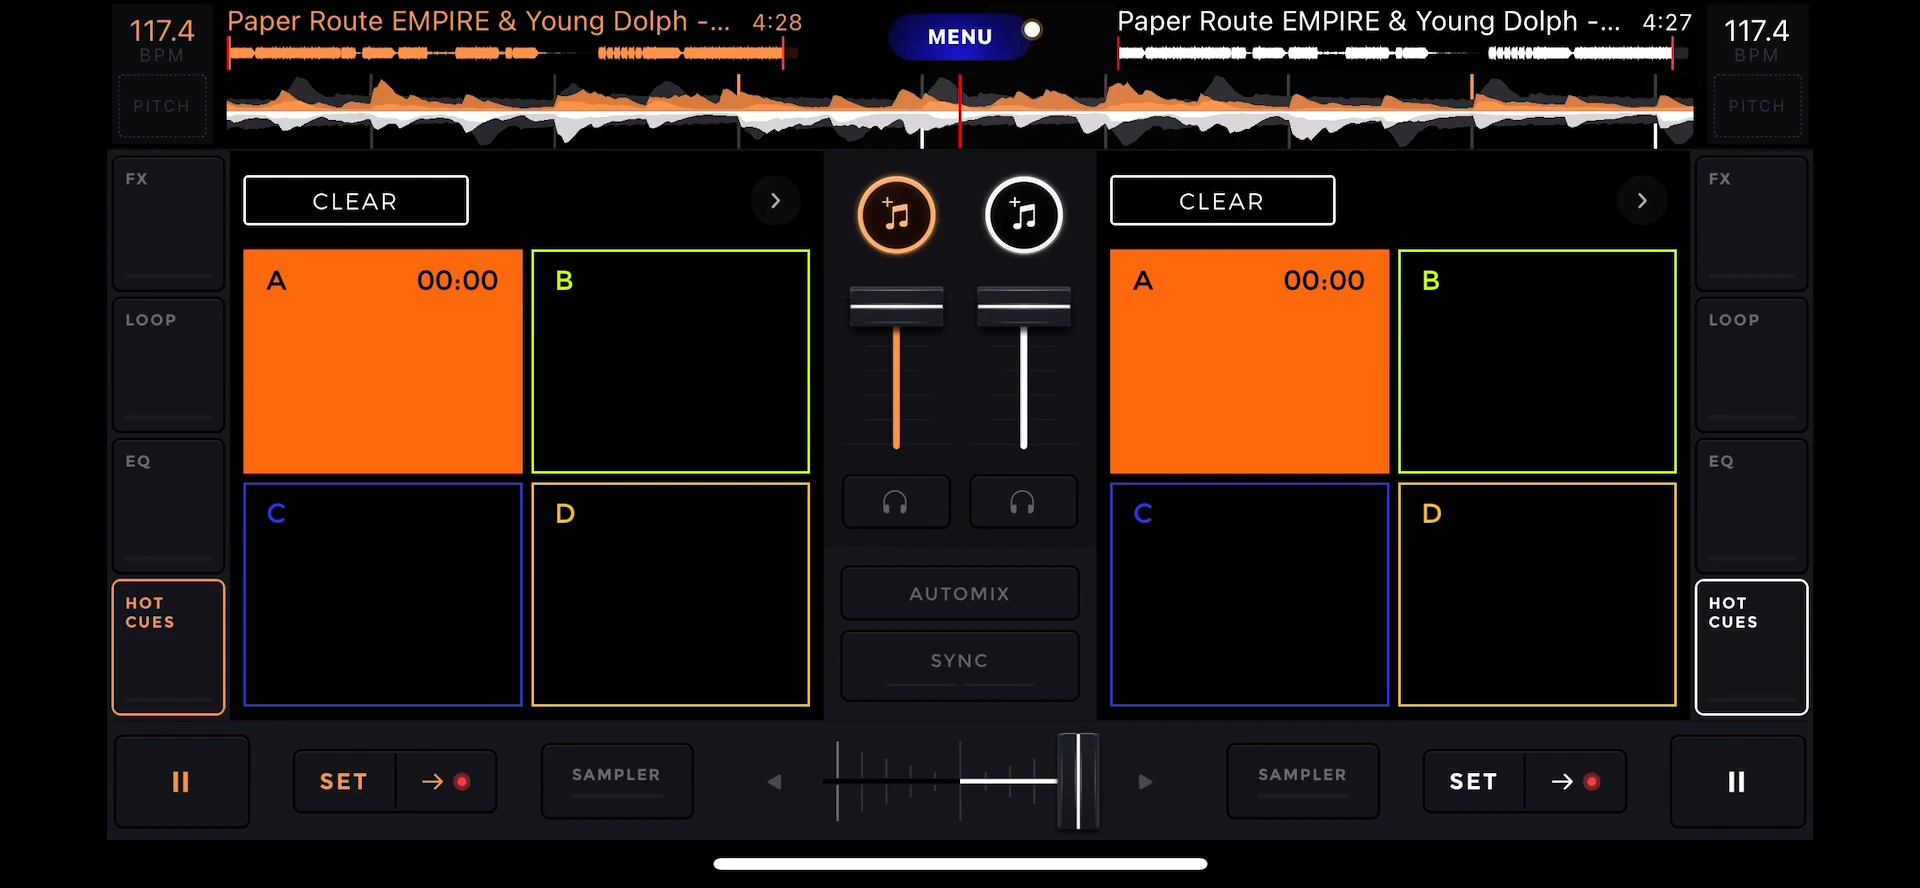 117.4
BPM
PITCH
Paper Route EMPIRE & Young Dolph -... 4:28
MENU
Paper Route EMPIRE & Young Dolph -... 4:27
117.4
BPM
PITCH
FX
LOOP
EQ
HOT
CUES
CLEAR
A 00:00
B
C
D
AUTOMIX
SYNC
CLEAR
A 00:00
B
C
D
FX
LOOP
EQ
HOT
CUES
SET
SAMPLER
SAMPLER
SET